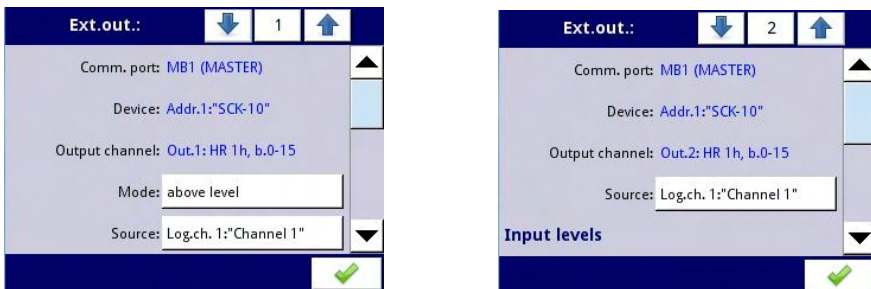 Ext.out.: 1
Comm. port: MB1 (MASTER)
Device: Addr.1:"SCK-10"
Output channel: Out.1: HR 1h, b.0-15
Mode: above level
Source: Log.ch. 1:"Channel 1"
Ext.out.: 2
Comm. port: MB1 (MASTER)
Device: Addr.1:"SCK-10"
Output channel: Out.2: HR 1h, b.0-15
Source: Log.ch. 1:"Channel 1"
Input levels